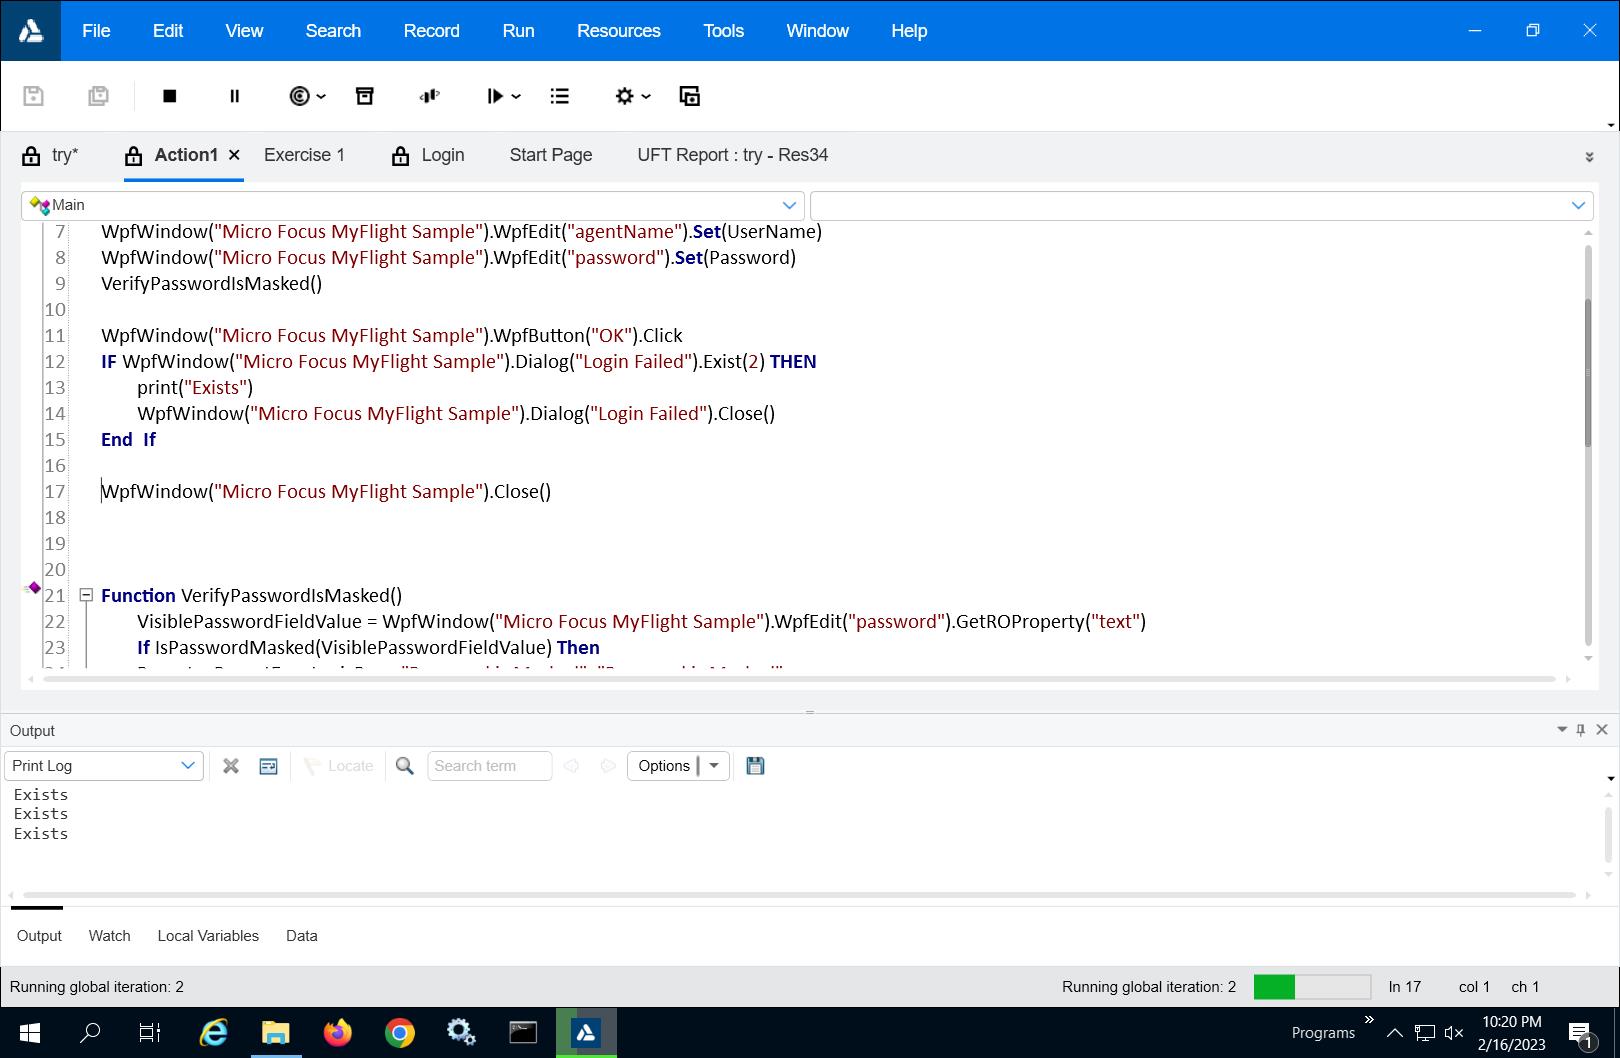 File Edit View Search Record Run Resources Tools Window Help
try* Action1 Exercise 1 Login Start Page UFT Report : try - Res34
Main
7 WpfWindow("Micro Focus MyFlight Sample").WpfEdit("agentName").Set(UserName)
8 WpfWindow("Micro Focus MyFlight Sample").WpfEdit("password").Set(Password)
9 VerifyPasswordIsMasked()
10
11 WpfWindow("Micro Focus MyFlight Sample").WpfButton("OK").Click
12 IF WpfWindow("Micro Focus MyFlight Sample").Dialog("Login Failed").Exist(2) THEN
13 print("Exists")
14 WpfWindow("Micro Focus MyFlight Sample").Dialog("Login Failed").Close()
15 End If
16
17 WpfWindow("Micro Focus MyFlight Sample").Close()
18
19
20
21 Function VerifyPasswordIsMasked()
22 VisiblePasswordFieldValue = WpfWindow("Micro Focus MyFlight Sample").WpfEdit("password").GetROProperty("text")
23 If IsPasswordMasked(VisiblePasswordFieldValue) Then
Output
Print Log Locate Search term Options
Exists
Exists
Exists
Output Watch Local Variables Data
Running global iteration: 2 Running global iteration: 2 ln 17 col 1 ch 1
Programs 10:20 PM
2/16/2023
1